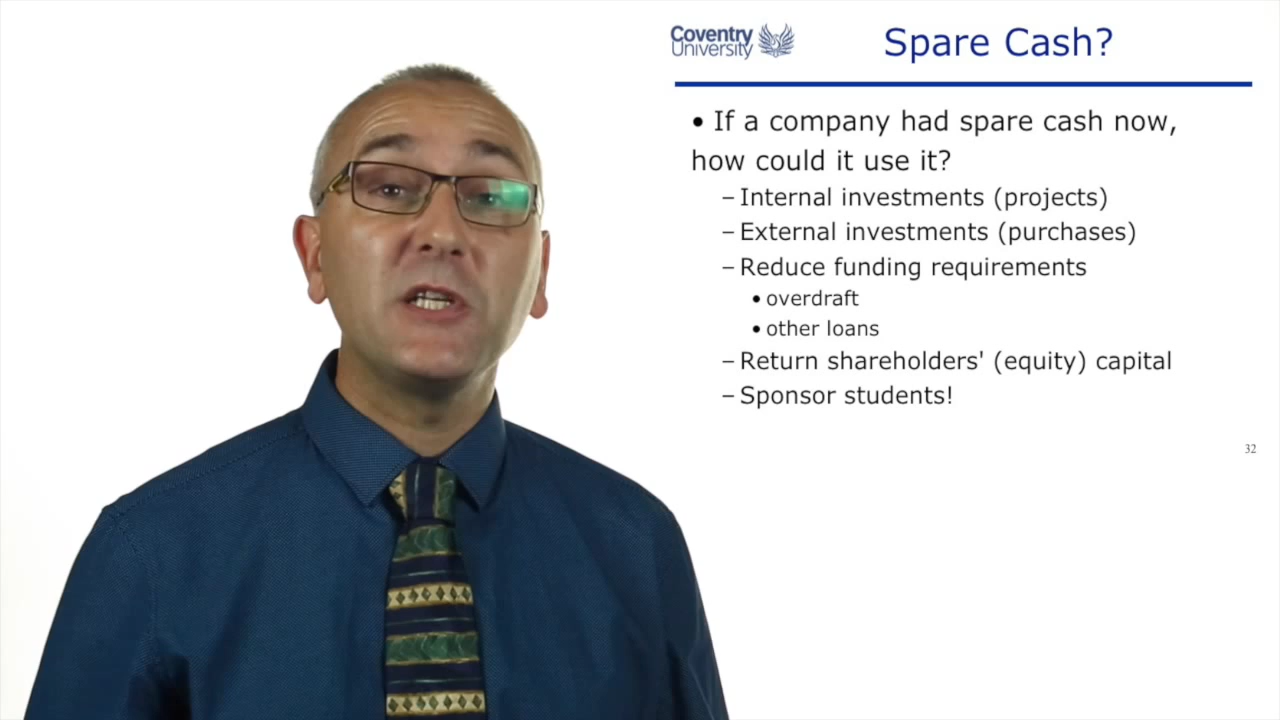 Coventry
University
Spare Cash?
• If a company had spare cash now,
how could it use it?
– Internal investments (projects)
– External investments (purchases)
– Reduce funding requirements
• overdraft
• other loans
– Return shareholders' (equity) capital
– Sponsor students!
32